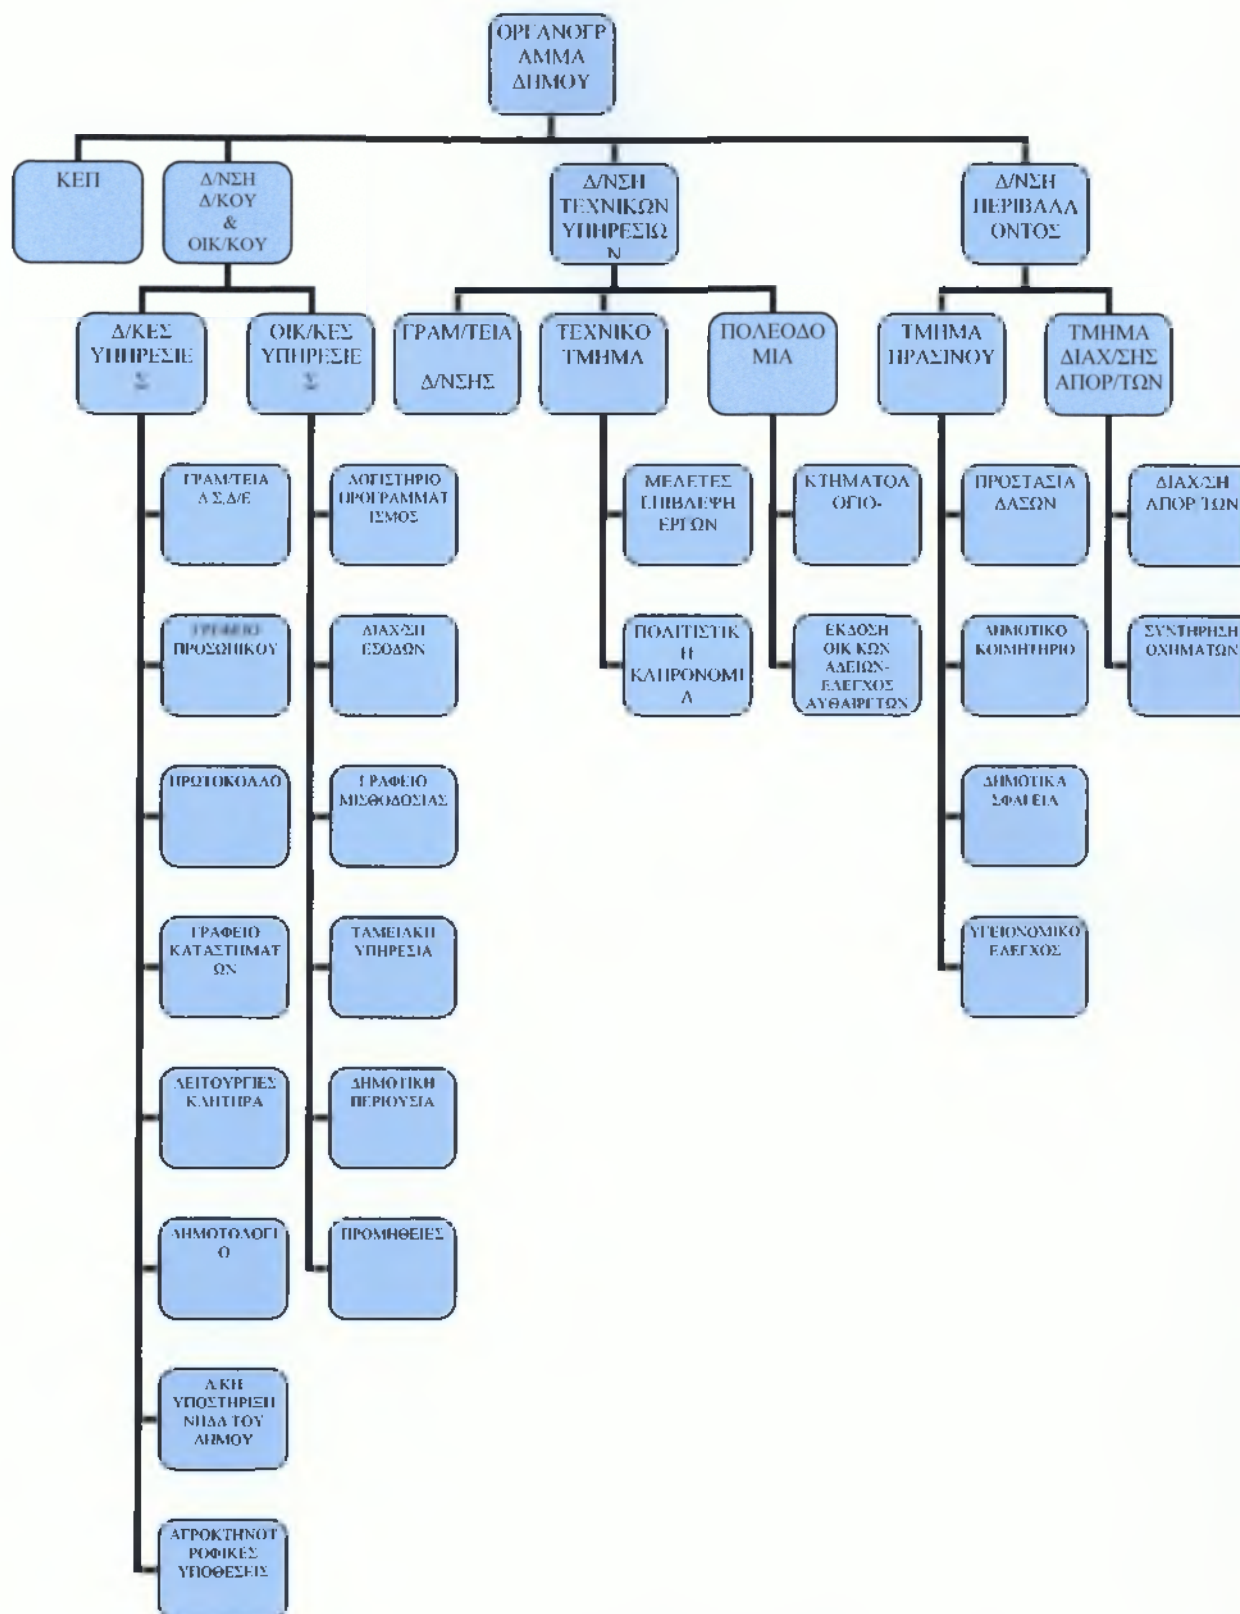 ΟΡΓΑΝΟΓΡ
ΑΜΜΑ
ΔΗΜΟΥ
ΚΕΠ
Δ/ΝΣΗ
Δ/ΚΟΥ
&
ΟΙΚ/ΚΟΥ
Δ/ΝΣΗ
ΤΕΧΝΙΚΩΝ
ΥΠΗΡΕΣΙΩ
Ν
Δ/ΝΣΗ
ΠΕΡΙΒΑΛΛ
ΟΝΤΟΣ
Δ/ΚΕΣ
ΥΠΗΡΕΣΙΕ
Σ
ΟΙΚ/ΚΕΣ
ΥΠΗΡΕΣΙΕ
Σ
ΓΡΑΜ/ΤΕΙΑ
Δ/ΝΣΗΣ
ΤΕΧΝΙΚΟ
ΤΜΗΜΑ
ΠΟΛΕΟΔΟ
ΜΙΑ
ΤΜΗΜΑ
ΠΡΑΣΙΝΟΥ
ΤΜΗΜΑ
ΔΙΑΧ/ΣΗΣ
ΑΠΟΡ/ΤΩΝ
ΓΡΑΜ/ΤΕΙΑ
Δ.Σ,Δ/Ε
ΛΟΓΙΣΤΗΡΙΟ
ΠΡΟΓΡΑΜΜΑΤ
ΙΣΜΟΣ
ΜΕΛΕΤΕΣ
ΕΠΙΒΛΕΨΗ
ΕΡΓΩΝ
ΚΤΗΜΑΤΟΛ
ΟΓΙΟ-
ΠΡΟΣΤΑΣΙΑ
ΔΑΣΩΝ
ΔΙΑΧ/ΣΗ
ΑΠΟΡ/ΤΩΝ
ΓΡΑΦΕΙΟ
ΠΡΟΣΩΠΙΚΟΥ
ΔΙΑΧ/ΣΗ
ΕΣΟΔΩΝ
ΠΟΛΙΤΙΣΤΙΚ
Η
ΚΛΗΡΟΝΟΜΙ
Α
ΕΚΔΟΣΗ
ΟΙΚ ΚΩΝ
ΑΔΕΙΩΝ-
ΕΛΕΓΧΟΣ
ΑΥΘΑΙΡΕΤΩΝ
ΔΗΜΟΤΙΚΟ
ΚΟΙΜΗΤΗΡΙΟ
ΣΥΝΤΗΡΗΣΗ
ΟΧΗΜΑΤΩΝ
ΠΡΩΤΟΚΟΛΛΟ
ΓΡΑΦΕΙΟ
ΜΙΣΘΟΔΟΣΙΑΣ
ΔΗΜΟΤΙΚΑ
ΣΦΑΓΕΙΑ
ΓΡΑΦΕΙΟ
ΚΑΤΑΣΤΗΜΑΤ
ΩΝ
ΤΑΜΕΙΑΚΗ
ΥΠΗΡΕΣΙΑ
ΥΓΕΙΟΝΟΜΙΚΟ
ΕΛΕΓΧΟΣ
ΛΕΙΤΟΥΡΓΙΕΣ
ΚΛΗΤΗΡΑ
ΔΗΜΟΤΙΚΗ
ΠΕΡΙΟΥΣΙΑ
ΔΗΜΟΤΟΛΟΓΙ
Ο
ΠΡΟΜΗΘΕΙΕΣ
Δ/ΚΗ
ΥΠΟΣΤΗΡΙΞΗ
ΝΠΔΔ ΤΟΥ
ΔΗΜΟΥ
ΑΓΡΟΚΤΗΝΟΤ
ΡΟΦΙΚΕΣ
ΥΠΟΘΕΣΕΙΣ